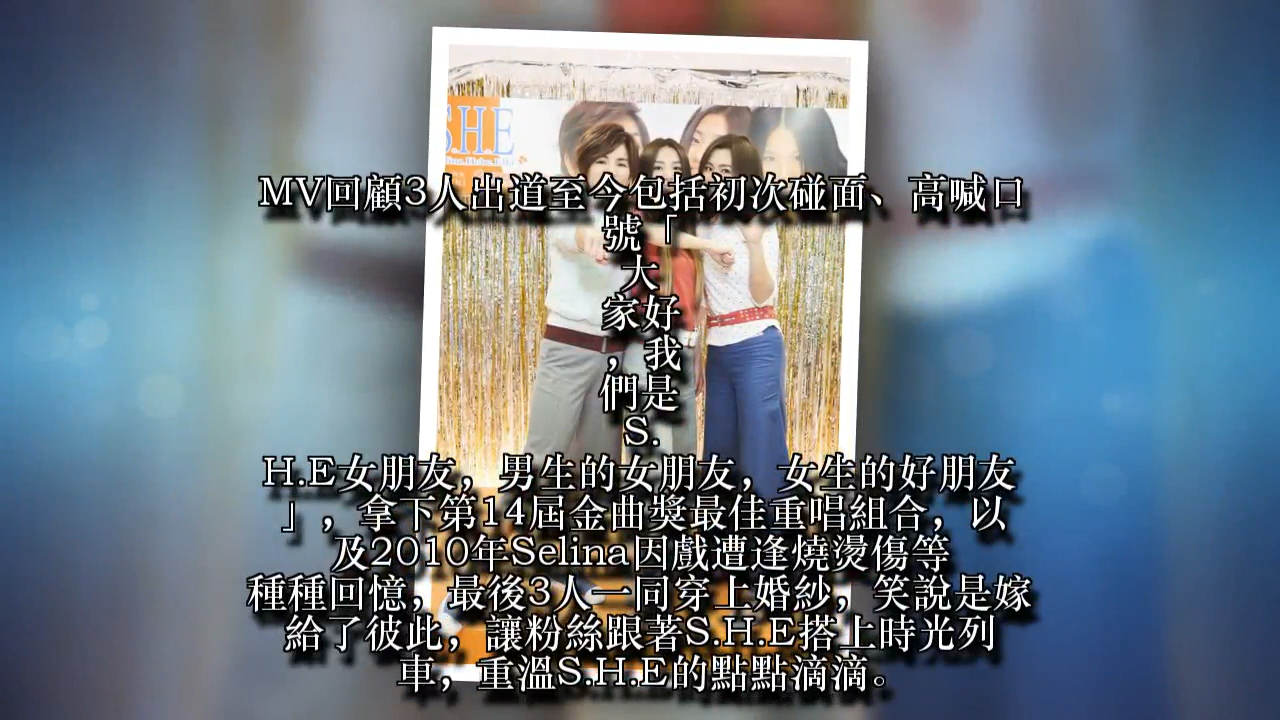 S.H.E
MV回顧3人出道至今包括初次碰面、高喊口
號「
大
家好
，我
們是
S.
H.E女朋友，男生的女朋友，女生的好朋友
」，拿下第14屆金曲獎最佳重唱組合，以
及2010年Selina因戲遭逢燒燙傷等
種種回憶，最後3人一同穿上婚紗，笑說是嫁
給了彼此，讓粉絲跟著S.H.E搭上時光列
車，重溫S.H.E的點點滴滴。